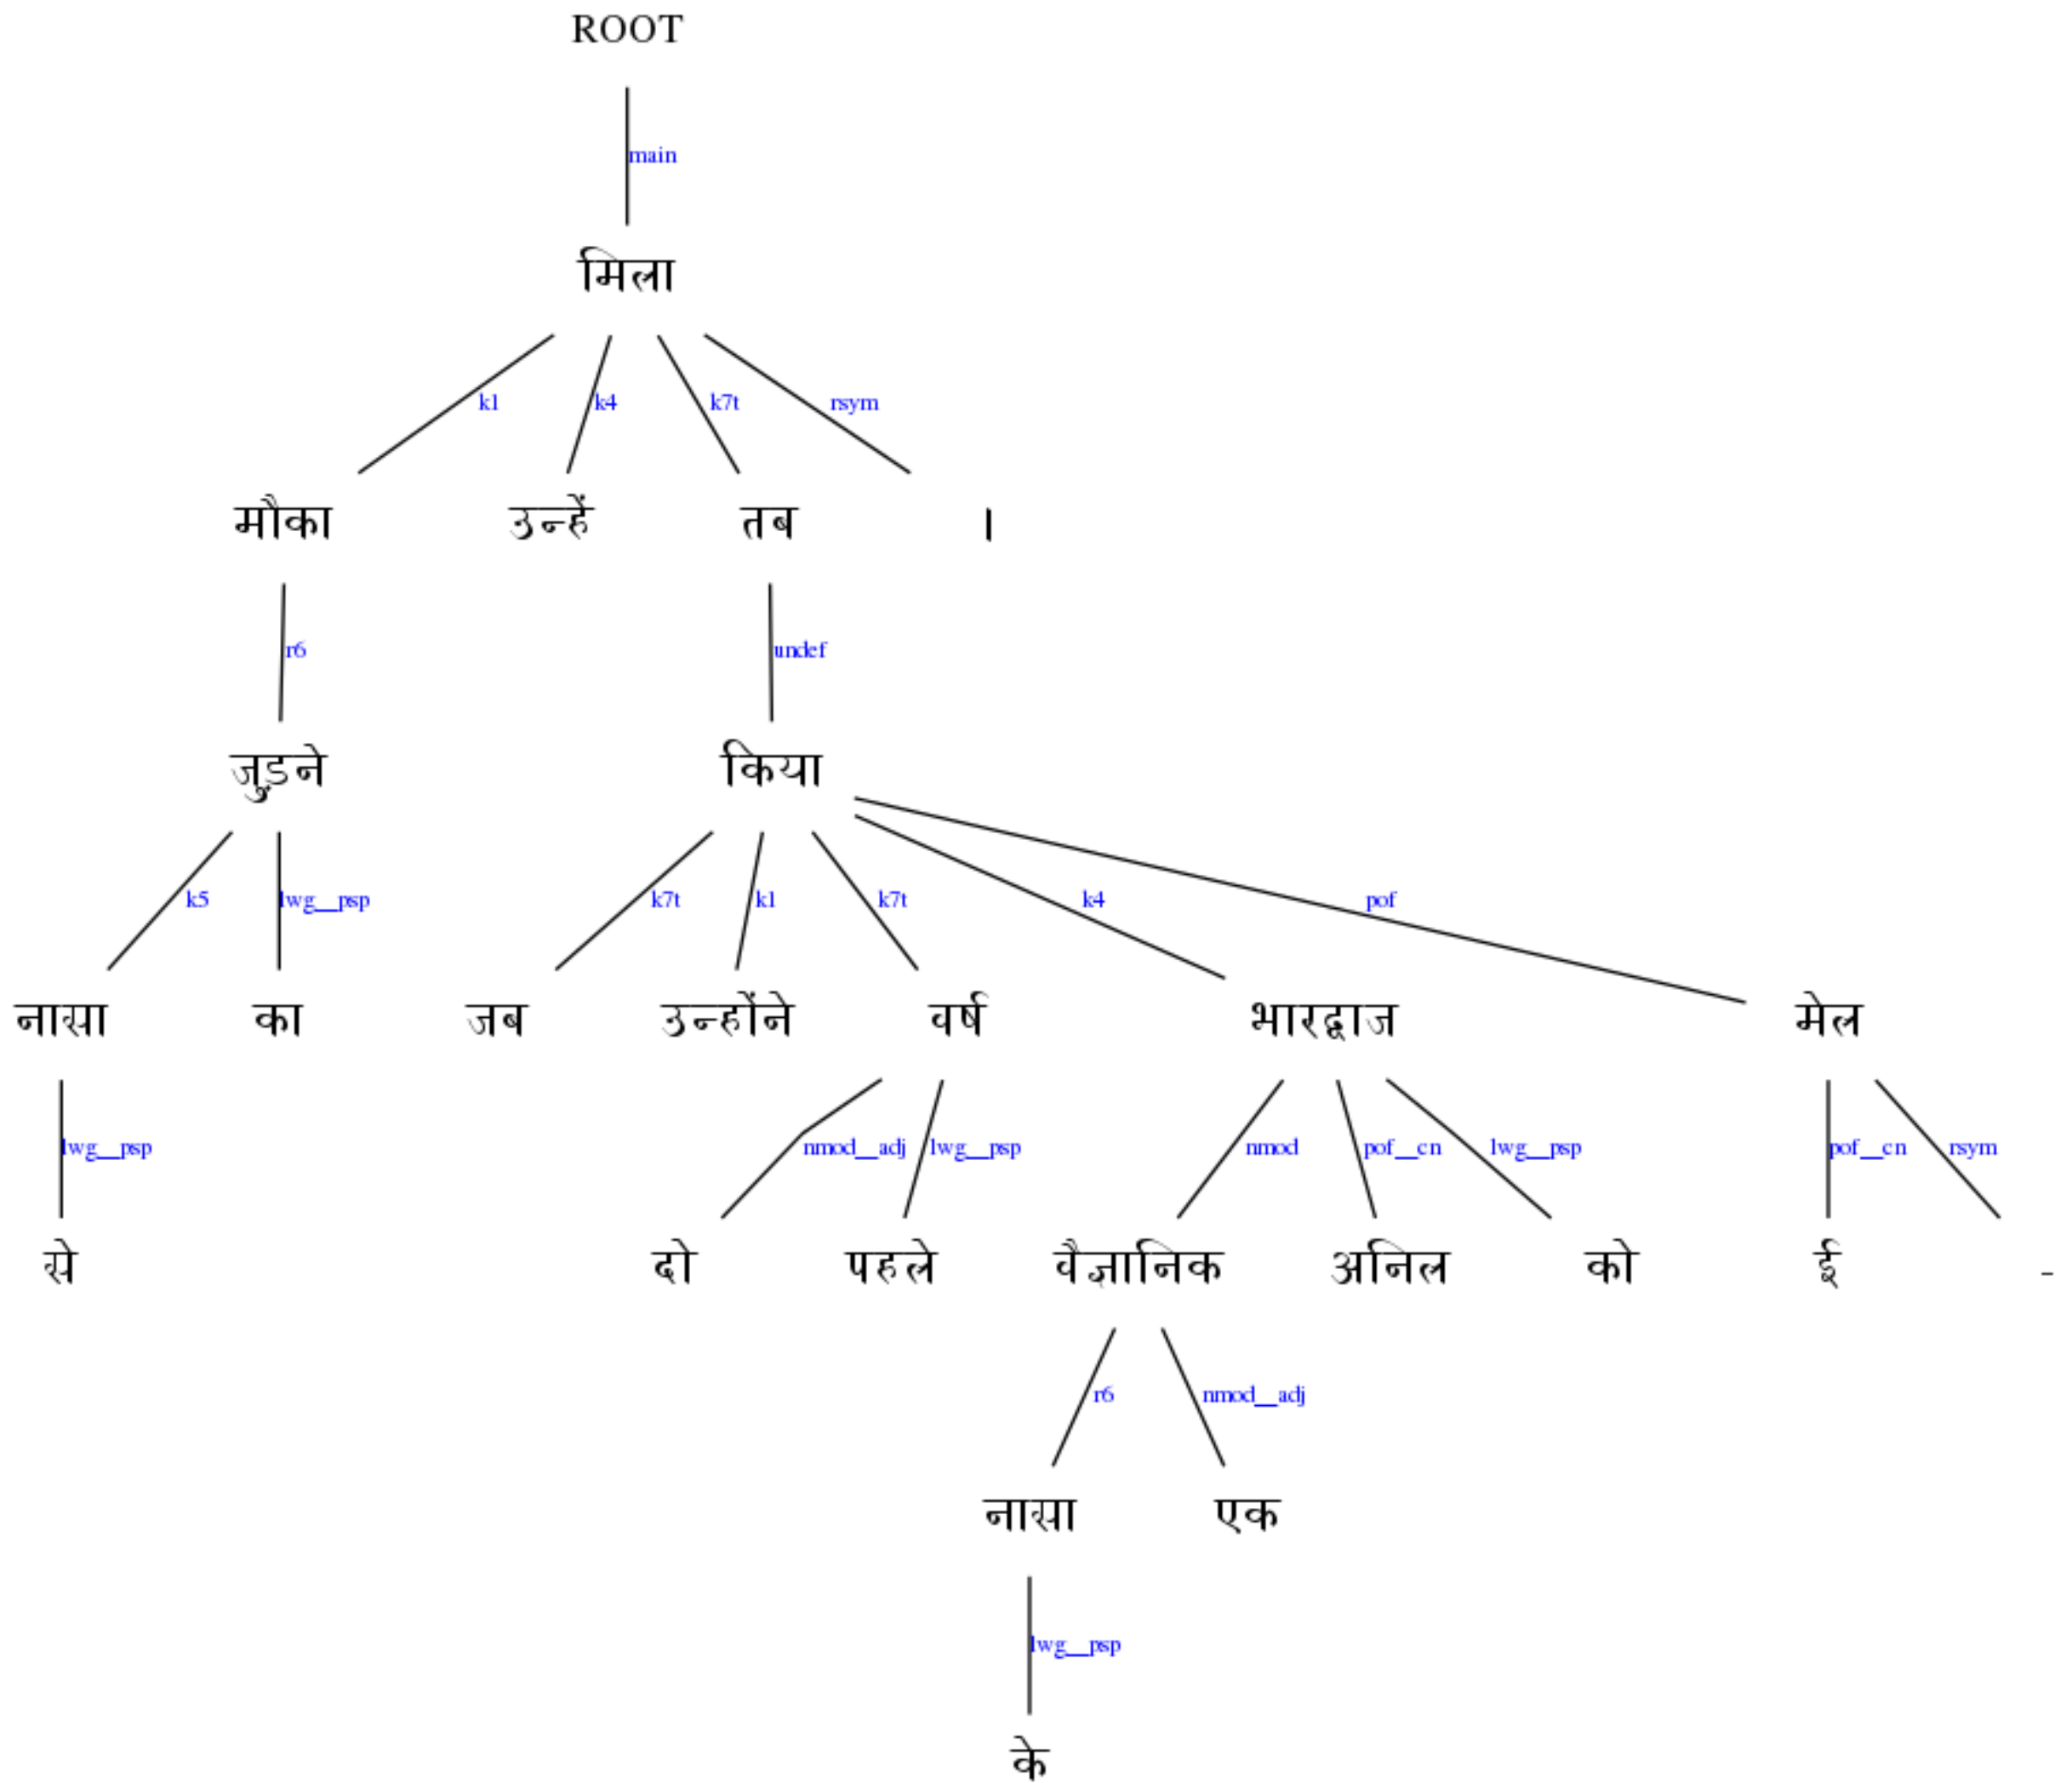 ROOT
main
मिला
k1 k4 k7t rsym
मौका उन्हें तब ।
r6 undef
जुड़ने किया
k5 lwg__psp k7t k1 k7t k4 pof
नासा का जब उन्होंने वर्ष भारद्वाज मेल
lwg__psp nmod__adj lwg__psp nmod pof__cn lwg__psp pof__cn rsym
से दो पहले वैज्ञानिक अनिल को ई -
r6 nmod__adj
नासा एक
lwg__psp
के